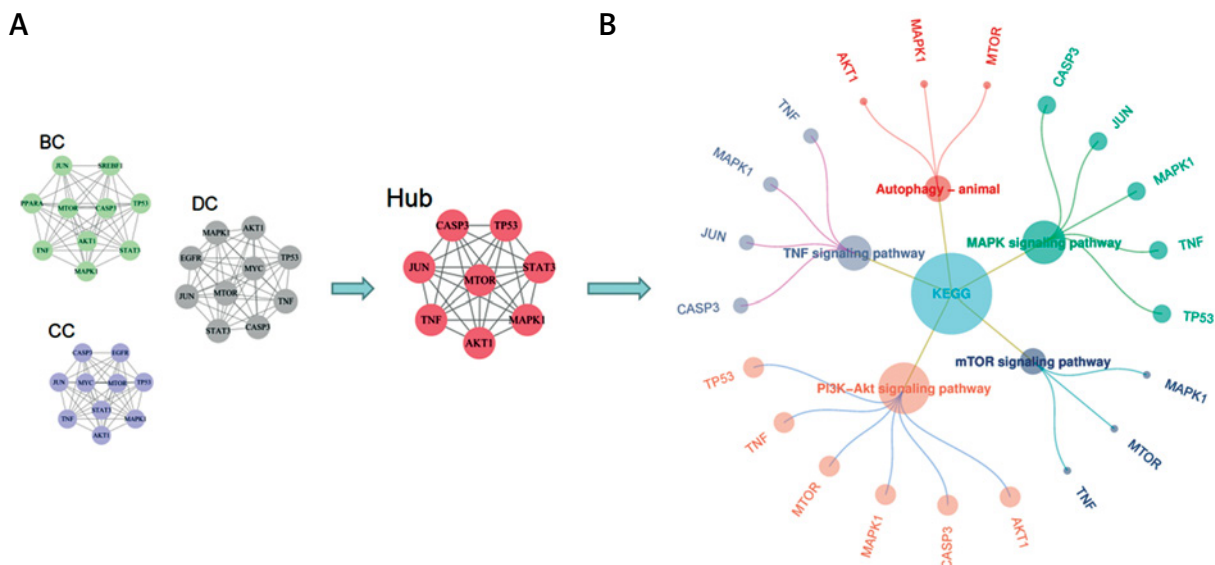 A
BC
JUN
SREBF1
PPARA
MTOR
CASP3
TP53
TNF
AKT1
STAT3
MAPK1
DC
MAPK1
AKT1
EGFR
MYC
TP53
JUN
MTOR
TNF
STAT3
CASP3
CC
CASP3
EGFR
JUN
MYC
MTOR
TP53
STAT3
TNF
MAPK1
AKT1
Hub
CASP3
TP53
JUN
STAT3
MTOR
TNF
MAPK1
AKT1
B
KEGG
Autophagy – animal
AKT1
MAPK1
MTOR
MAPK signaling pathway
CASP3
JUN
MAPK1
TNF
TP53
mTOR signaling pathway
MAPK1
MTOR
TNF
PI3K–Akt signaling pathway
AKT1
CASP3
MAPK1
MTOR
TNF
TP53
TNF signaling pathway
CASP3
JUN
MAPK1
TNF